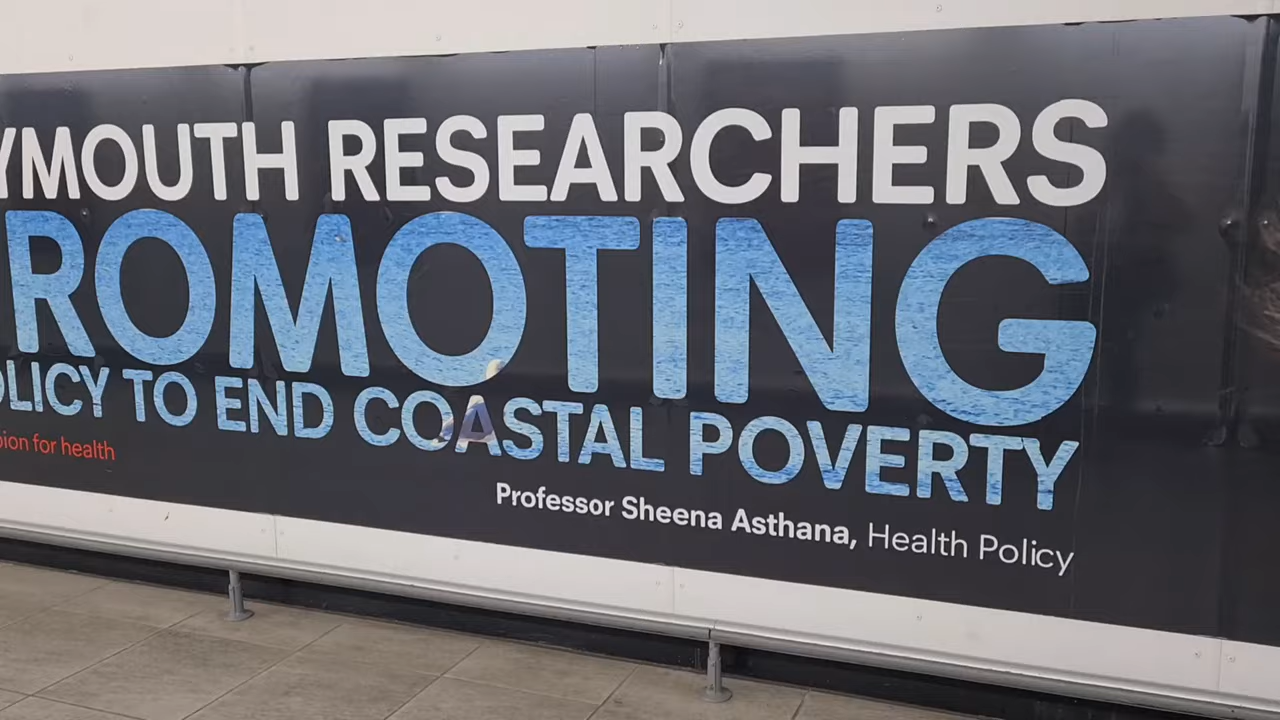 YMOUTH RESEARCHERS
ROMOTING
OLICY TO END COASTAL POVERTY
pion for health
Professor Sheena Asthana, Health Policy